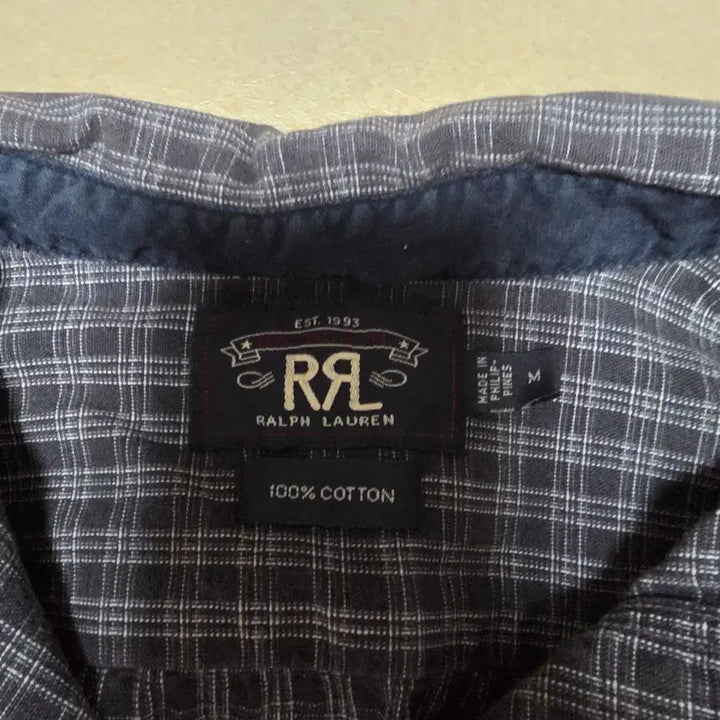 EST. 1993
RRL
RALPH LAUREN
100% COTTON
MADE IN
PHILIP-
PINES
M